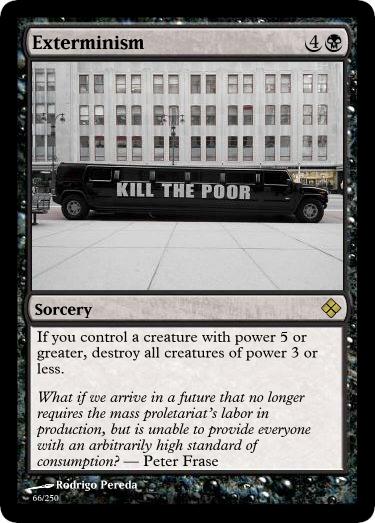 Exterminism
4
KILL THE POOR
Sorcery
If you control a creature with power 5 or
greater, destroy all creatures of power 3 or
less.
What if we arrive in a future that no longer
requires the mass proletariat's labor in
production, but is unable to provide everyone
with an arbitrarily high standard of
consumption? — Peter Frase
Rodrigo Pereda
66/250